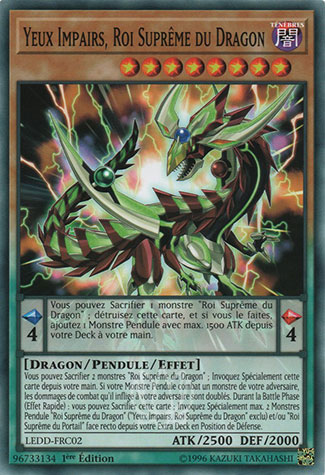 Yeux Impairs, Roi Suprême du Dragon
TÉNÈBRES
闇
Vous pouvez Sacrifier 1 monstre "Roi Suprême du
Dragon" ; détruisez cette carte, et si vous le faites,
ajoutez 1 Monstre Pendule avec max. 1500 ATK depuis
votre Deck à votre main.
4
4
[DRAGON/PENDULE/EFFET]
Vous pouvez Sacrifier 2 monstres "Roi Suprême du Dragon" ; Invoquez Spécialement cette
carte depuis votre main. Si votre Monstre Pendule combat un monstre de votre adversaire,
les dommages de combat qu'il inflige à votre adversaire sont doublés. Durant la Battle Phase
(Effet Rapide) : vous pouvez Sacrifier cette carte ; Invoquez Spécialement max. 2 Monstres
Pendule "Roi Suprême du Dragon" ("Yeux Impairs, Roi Suprême du Dragon" exclu) et/ou "Roi
Suprême du Portail" face recto depuis votre Extra Deck en Position de Défense.
LEDD-FRC02
ATK/2500 DEF/2000
96733134
1ère Édition
©1996 KAZUKI TAKAHASHI